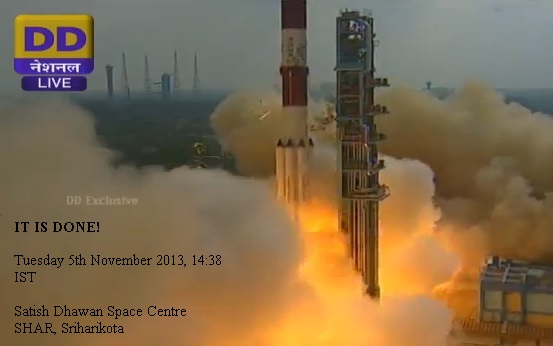 DD
नेशनल
LIVE
DD Exclusive
IT IS DONE!
Tuesday 5th November 2013, 14:38
IST
Satish Dhawan Space Centre
SHAR, Sriharikota